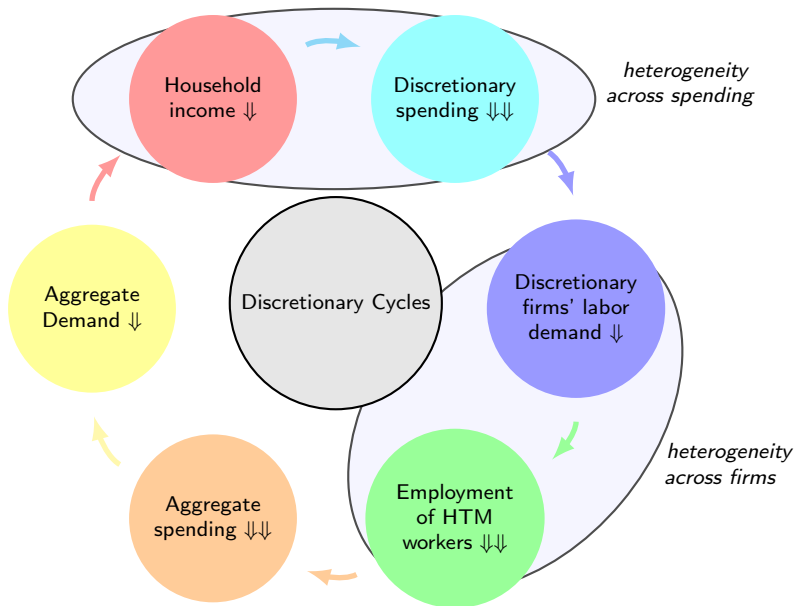 Household
income ⇓
Discretionary
spending ⇓⇓
heterogeneity
across spending
Discretionary
firms' labor
demand ⇓
heterogeneity
across firms
Employment
of HTM
workers ⇓⇓
Aggregate
spending ⇓⇓
Aggregate
Demand ⇓
Discretionary Cycles